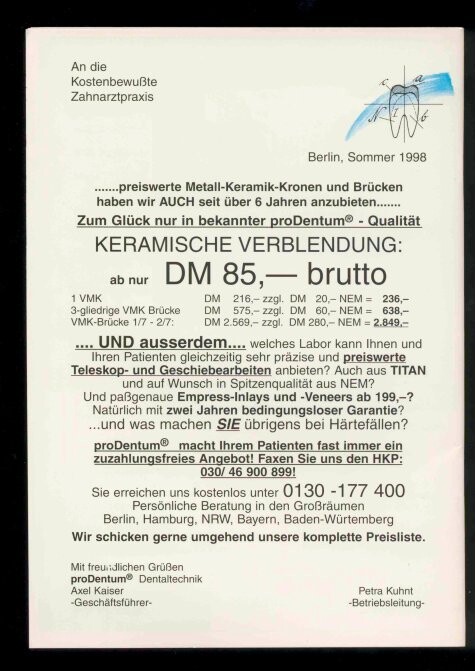 An die
Kostenbewußte
Zahnarztpraxis
c a
N I b
Berlin, Sommer 1998
.......preiswerte Metall-Keramik-Kronen und Brücken
haben wir AUCH seit über 6 Jahren anzubieten.......
Zum Glück nur in bekannter proDentum® - Qualität
KERAMISCHE VERBLENDUNG:
ab nur DM 85,— brutto
1 VMK DM 216,– zzgl. DM 20,– NEM = 236,–
3-gliedrige VMK Brücke DM 575,– zzgl. DM 60,– NEM = 638,–
VMK-Brücke 1/7 - 2/7: DM 2.569,– zzgl. DM 280,– NEM = 2.849,–
.... UND ausserdem.... welches Labor kann Ihnen und
Ihren Patienten gleichzeitig sehr präzise und preiswerte
Teleskop- und Geschiebearbeiten anbieten? Auch aus TITAN
und auf Wunsch in Spitzenqualität aus NEM?
Und paßgenaue Empress-Inlays und -Veneers ab 199,–?
Natürlich mit zwei Jahren bedingungsloser Garantie?
...und was machen SIE übrigens bei Härtefällen?
proDentum® macht Ihrem Patienten fast immer ein
zuzahlungsfreies Angebot! Faxen Sie uns den HKP:
030/ 46 900 899!
Sie erreichen uns kostenlos unter 0130 -177 400
Persönliche Beratung in den Großräumen
Berlin, Hamburg, NRW, Bayern, Baden-Würtemberg
Wir schicken gerne umgehend unsere komplette Preisliste.
Mit freundlichen Grüßen
proDentum® Dentaltechnik
Axel Kaiser
-Geschäftsführer-
Petra Kuhnt
-Betriebsleitung-